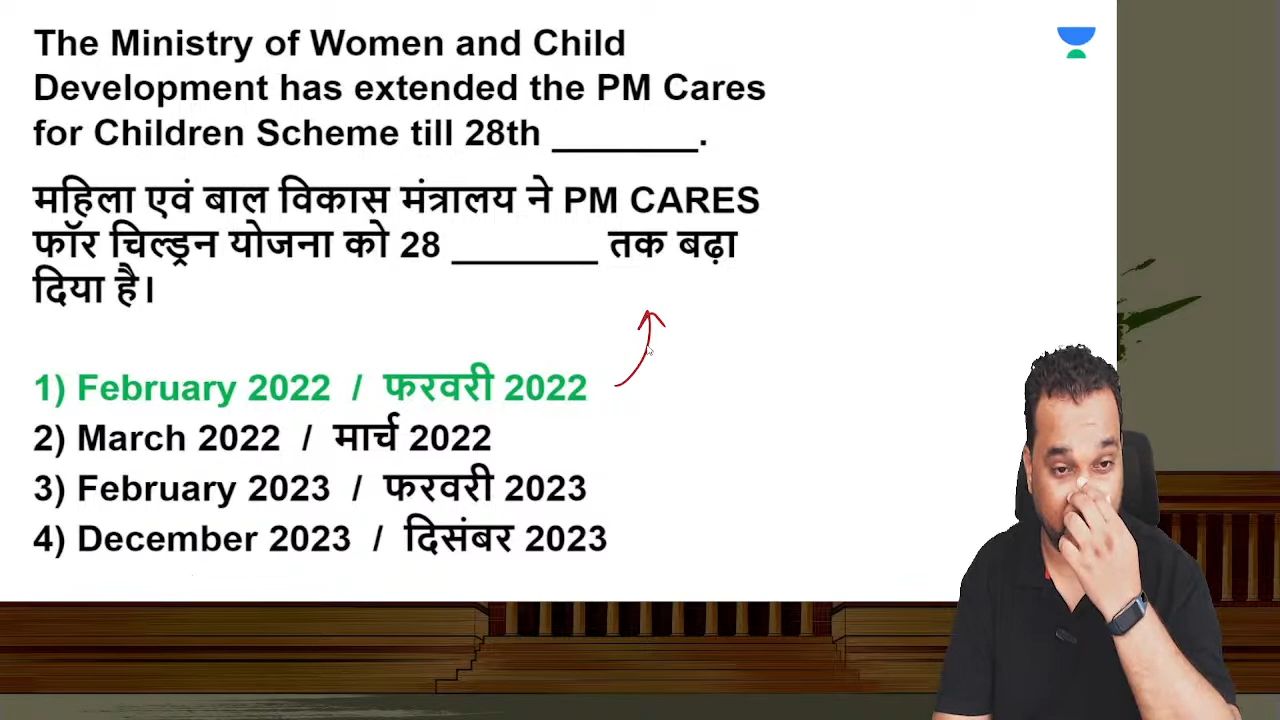 The Ministry of Women and Child
Development has extended the PM Cares
for Children Scheme till 28th _______.
महिला एवं बाल विकास मंत्रालय ने PM CARES
फॉर चिल्ड्रन योजना को 28 _______ तक बढ़ा
दिया है।
1) February 2022 / फरवरी 2022
2) March 2022 / मार्च 2022
3) February 2023 / फरवरी 2023
4) December 2023 / दिसंबर 2023